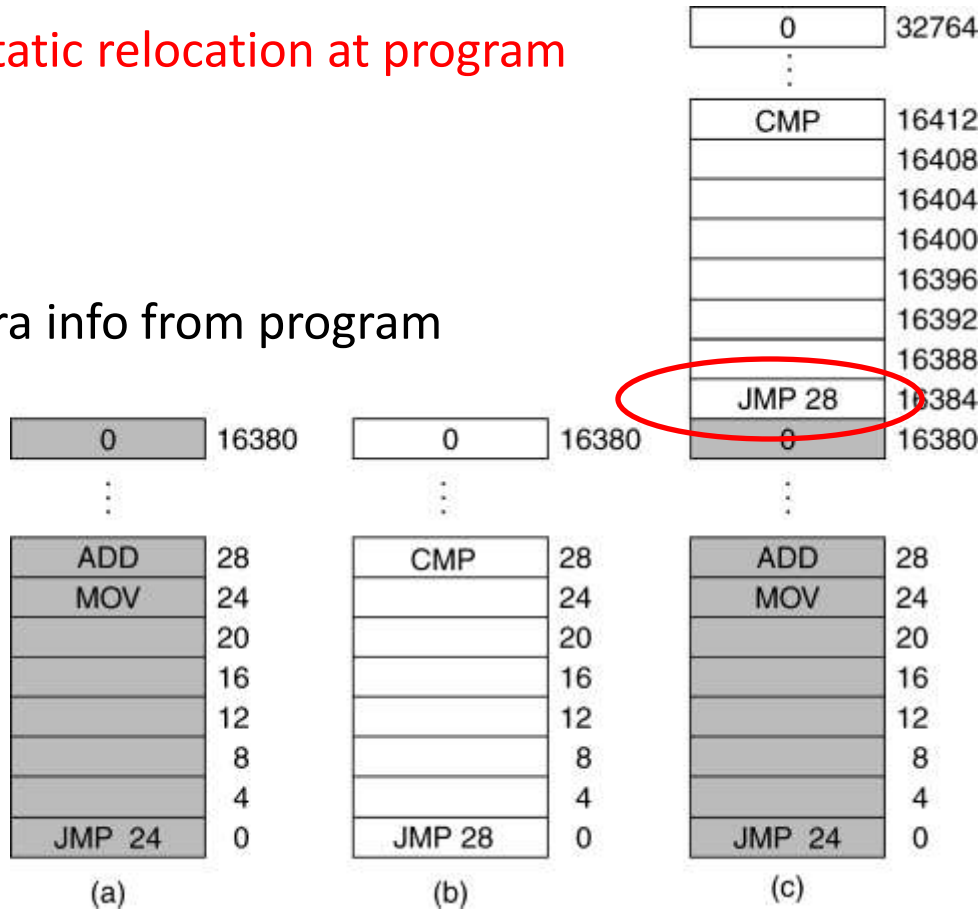 tatic relocation at program
ra info from program
0 32764
CMP 16412
16408
16404
16400
16396
16392
16388
JMP 28 16384
0 16380
0 16380
ADD 28
MOV 24
20
16
12
8
4
JMP 24 0
(a)
0 16380
CMP 28
24
20
16
12
8
4
JMP 28 0
(b)
ADD 28
MOV 24
20
16
12
8
4
JMP 24 0
(c)